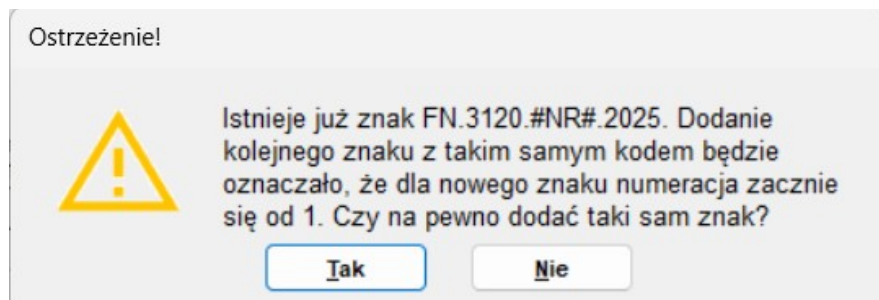 Ostrzeżenie!
Istnieje już znak FN.3120.#NR#.2025. Dodanie
kolejnego znaku z takim samym kodem będzie
oznaczało, że dla nowego znaku numeracja zacznie
się od 1. Czy na pewno dodać taki sam znak?
Tak
Nie